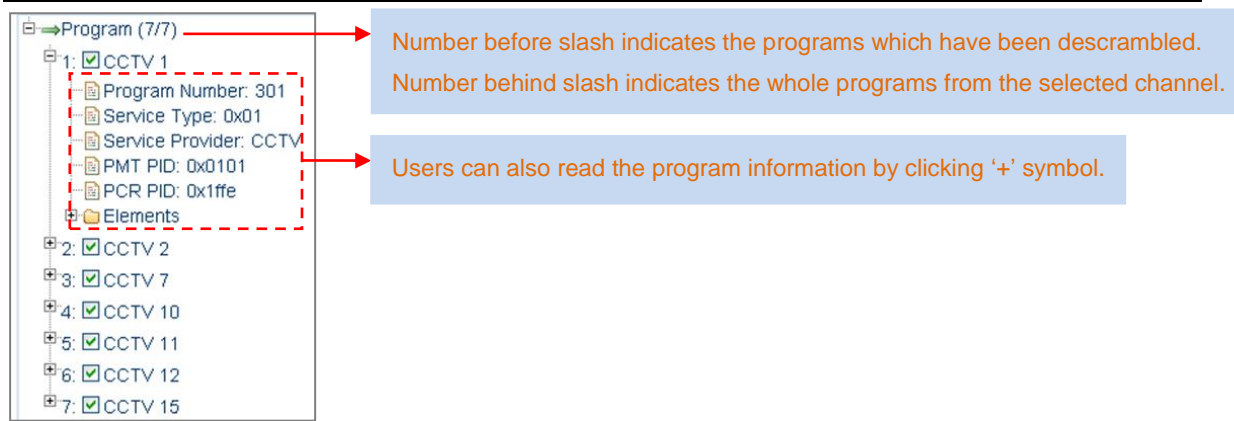 Program (7/7)
1: CCTV 1
Program Number: 301
Service Type: 0x01
Service Provider: CCTV
PMT PID: 0x0101
PCR PID: 0x1ffe
Elements
2: CCTV 2
3: CCTV 7
4: CCTV 10
5: CCTV 11
6: CCTV 12
7: CCTV 15
Number before slash indicates the programs which have been descrambled.
Number behind slash indicates the whole programs from the selected channel.
Users can also read the program information by clicking ‘+’ symbol.